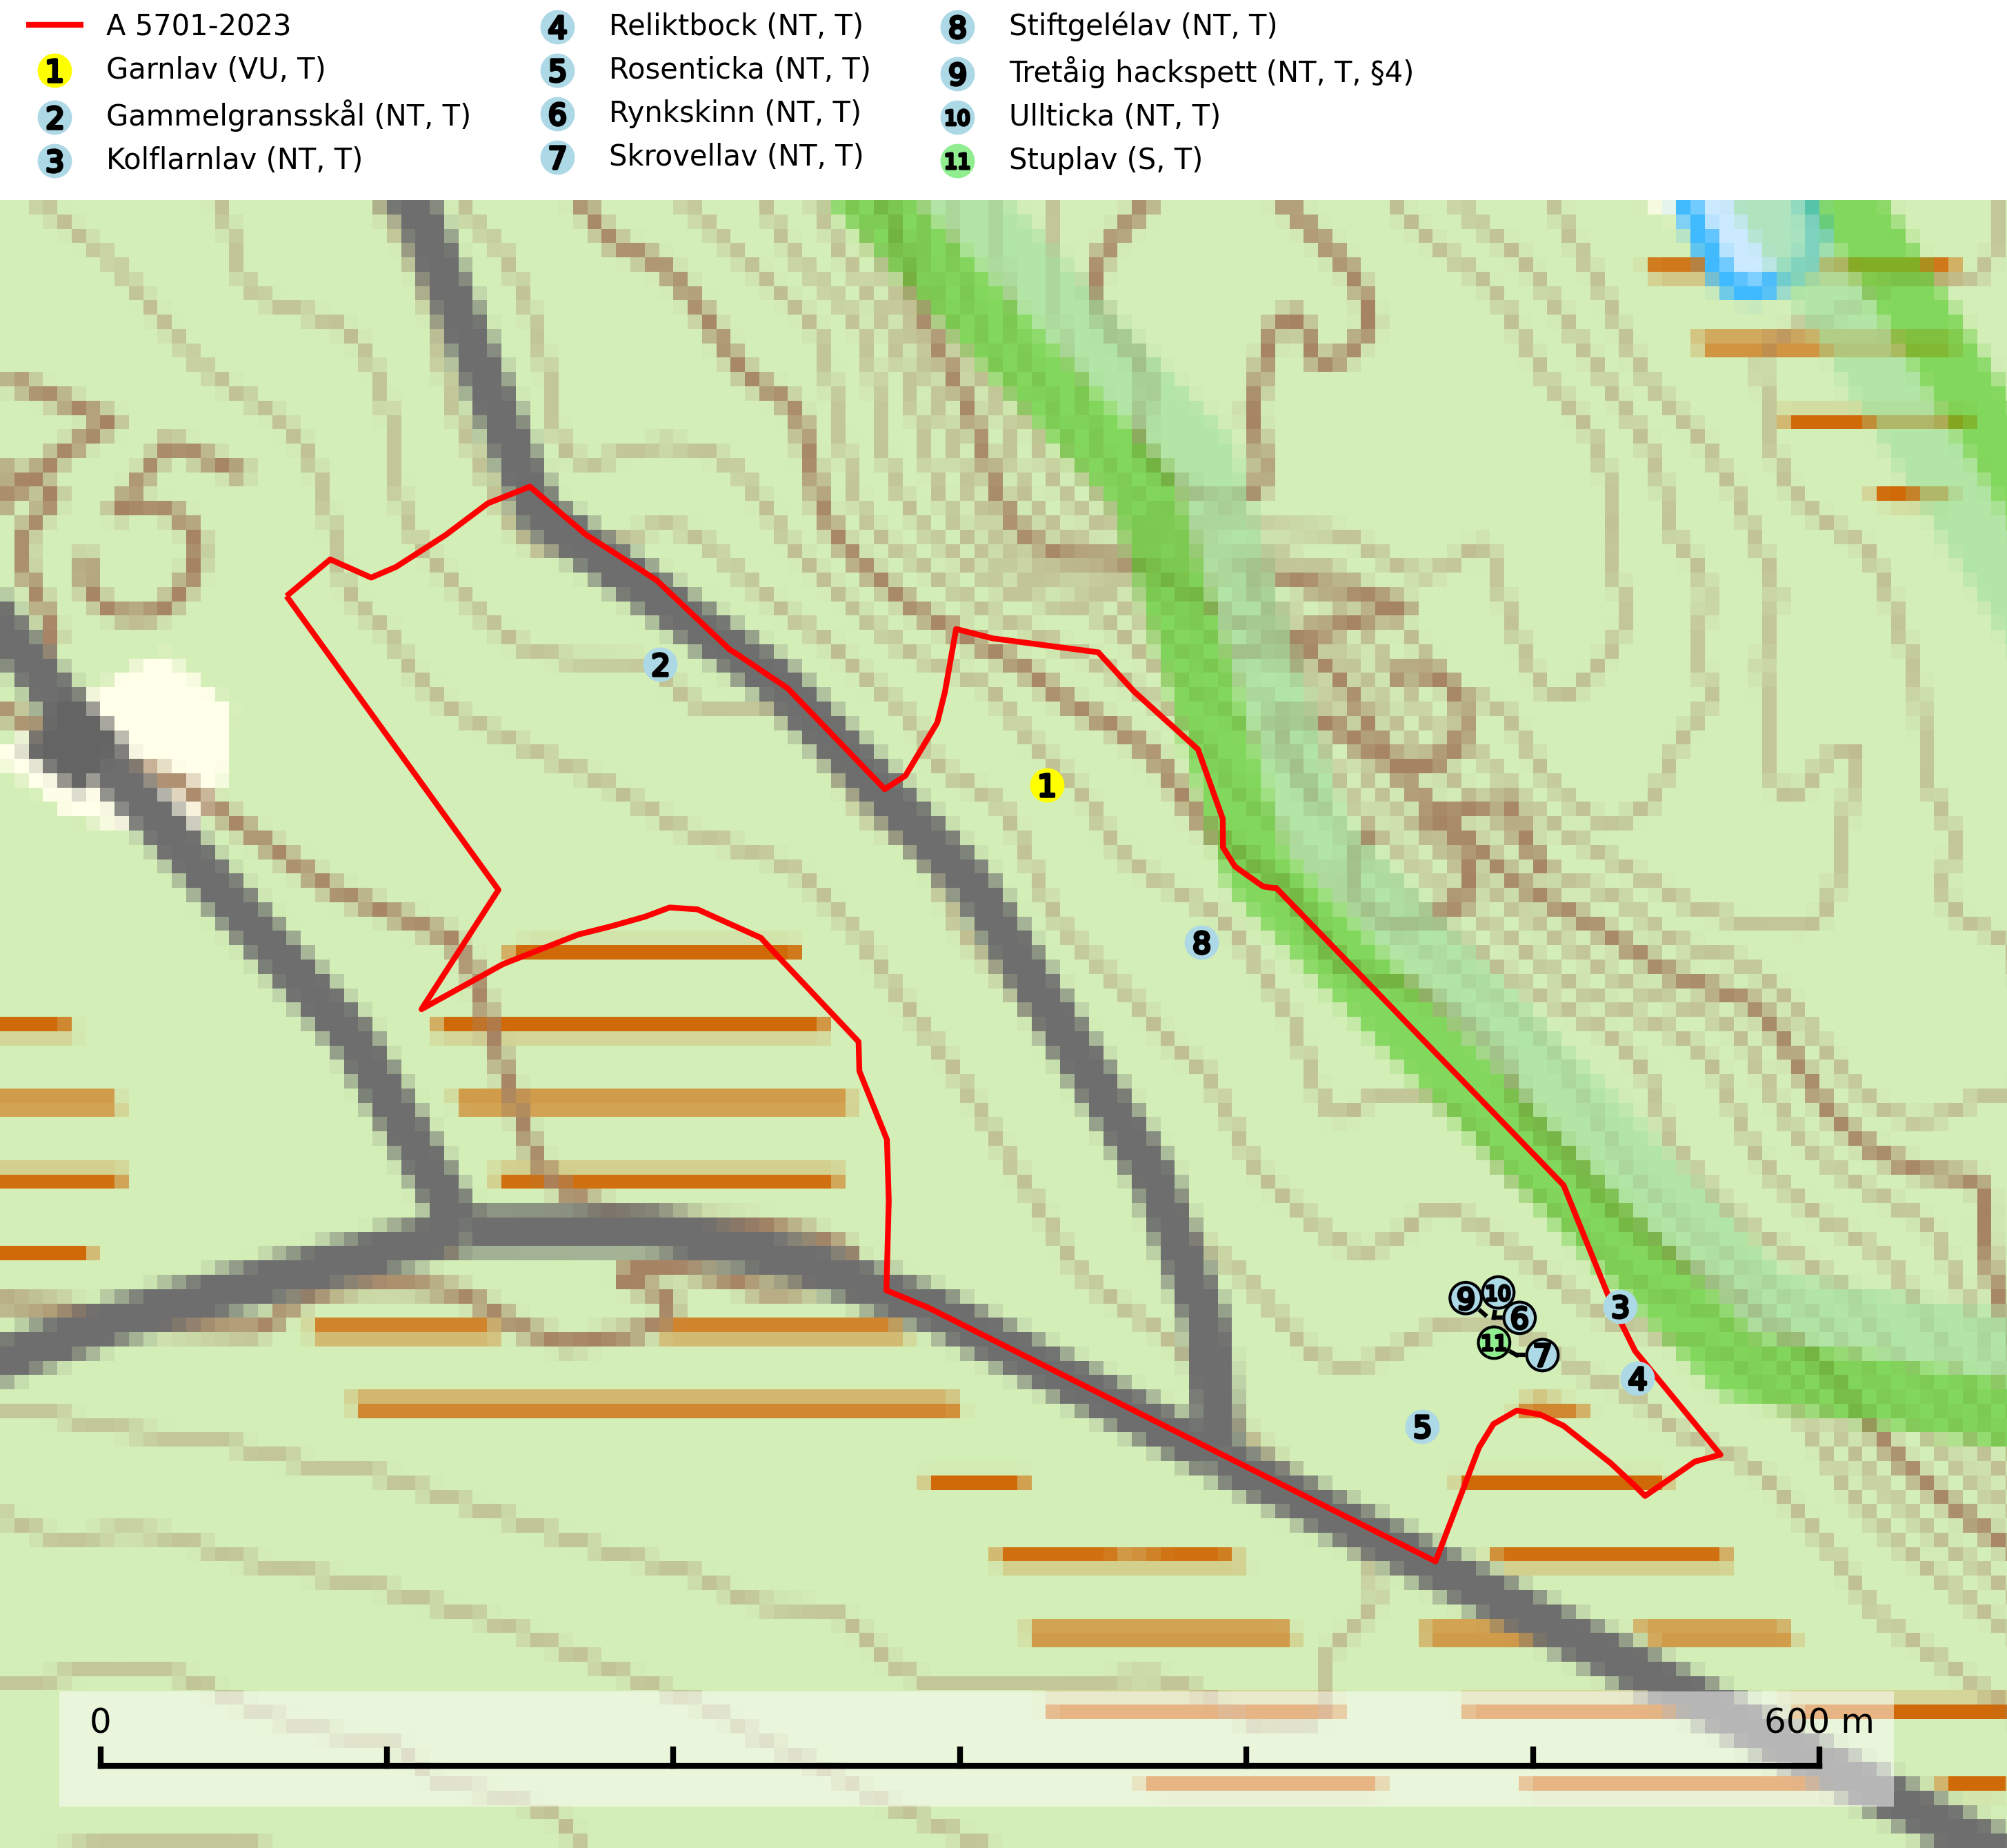 A 5701-2023
1 Garnlav (VU, T)
2 Gammelgransskål (NT, T)
3 Kolflarnlav (NT, T)
4 Reliktbock (NT, T)
5 Rosenticka (NT, T)
6 Rynkskinn (NT, T)
7 Skrovellav (NT, T)
8 Stiftgelélav (NT, T)
9 Tretåig hackspett (NT, T, §4)
10 Ullticka (NT, T)
11 Stuplav (S, T)
5
2
1
8
9 10
6
3
11
7
4
5
0 600 m